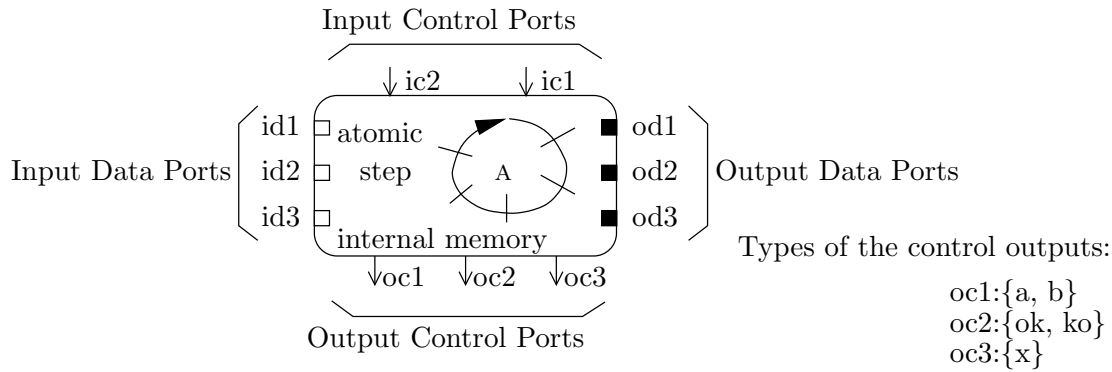 Input Control Ports
ic2 ic1
id1 atomic od1
Input Data Ports id2 step A od2 Output Data Ports
id3 od3
internal memory
Types of the control outputs:
oc1 oc2 oc3
oc1:{a, b}
Output Control Ports
oc2:{ok, ko}
oc3:{x}